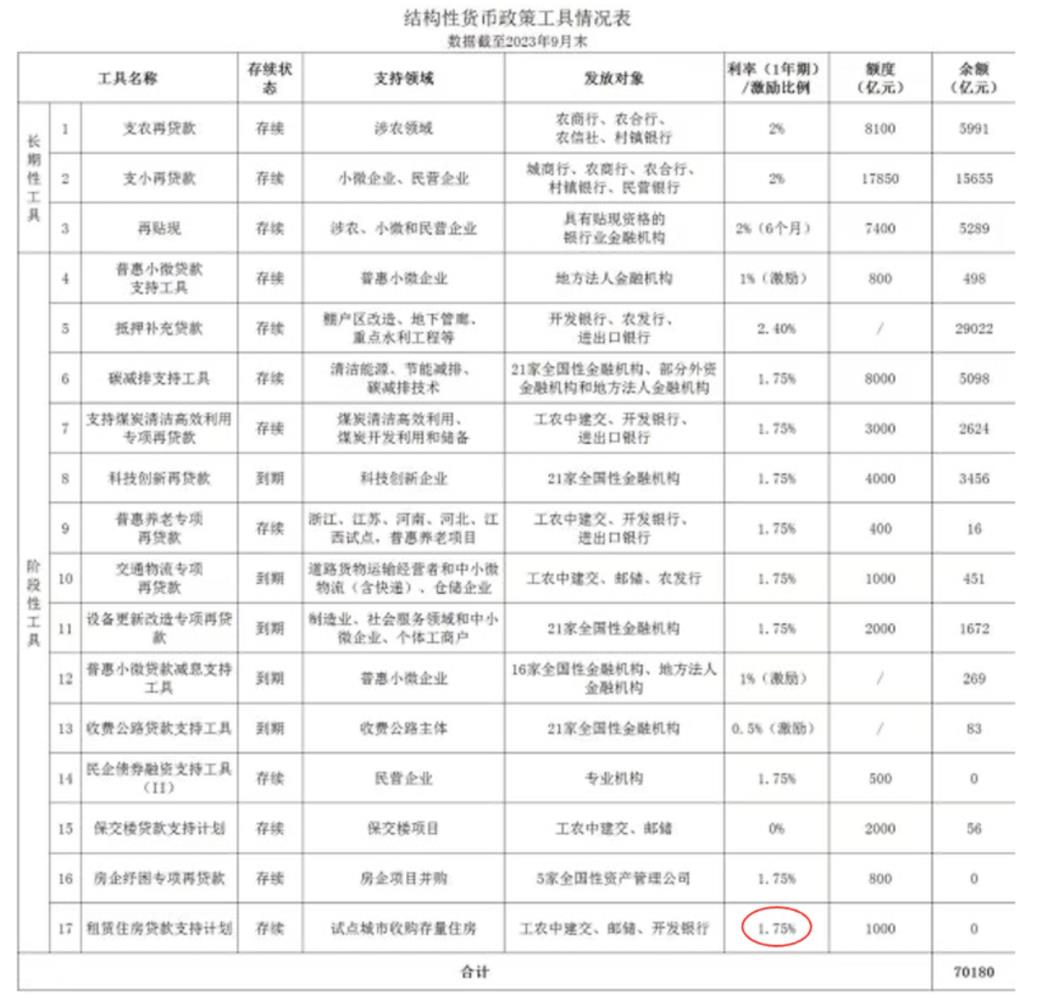 结构性货币政策工具情况表
数据截至2023年9月末
工具名称 存续状态 支持领域 发放对象 利率（1年期）/激励比例 额度（亿元） 余额（亿元）
长期性工具
1 支农再贷款 存续 涉农领域 农商行、农合行、农信社、村镇银行 2% 8100 5991
2 支小再贷款 存续 小微企业、民营企业 城商行、农商行、农合行、村镇银行、民营银行 2% 17850 15655
3 再贴现 存续 涉农、小微和民营企业 具有贴现资格的银行业金融机构 2%（6个月） 7400 5289
阶段性工具
4 普惠小微贷款支持工具 存续 普惠小微企业 地方法人金融机构 1%（激励） 800 498
5 抵押补充贷款 存续 棚户区改造、地下管廊、重点水利工程等 开发银行、农发行、进出口银行 2.40% / 29022
6 碳减排支持工具 存续 清洁能源、节能减排、碳减排技术 21家全国性金融机构、部分外资金融机构和地方法人金融机构 1.75% 8000 5098
7 支持煤炭清洁高效利用专项再贷款 存续 煤炭清洁高效利用、煤炭开发利用和储备 工农中建交、开发银行、进出口银行 1.75% 3000 2624
8 科技创新再贷款 到期 科技创新企业 21家全国性金融机构 1.75% 4000 3456
9 普惠养老专项再贷款 存续 浙江、江苏、河南、河北、江西试点，普惠养老项目 工农中建交、开发银行、进出口银行 1.75% 400 16
10 交通物流专项再贷款 到期 道路货物运输经营者和中小微物流（含快递）、仓储企业 工农中建交、邮储、农发行 1.75% 1000 451
11 设备更新改造专项再贷款 到期 制造业、社会服务领域和中小微企业、个体工商户 21家全国性金融机构 1.75% 2000 1672
12 普惠小微贷款减息支持工具 到期 普惠小微企业 16家全国性金融机构、地方法人金融机构 1%（激励） / 269
13 收费公路贷款支持工具 到期 收费公路主体 21家全国性金融机构 0.5%（激励） / 83
14 民企债券融资支持工具（II） 存续 民营企业 专业机构 1.75% 500 0
15 保交楼贷款支持计划 存续 保交楼项目 工农中建交、邮储 0% 2000 56
16 房企纾困专项再贷款 存续 房企项目并购 5家全国性资产管理公司 1.75% 800 0
17 租赁住房贷款支持计划 存续 试点城市收购存量住房 工农中建交、邮储、开发银行 1.75% 1000 0
合计 70180